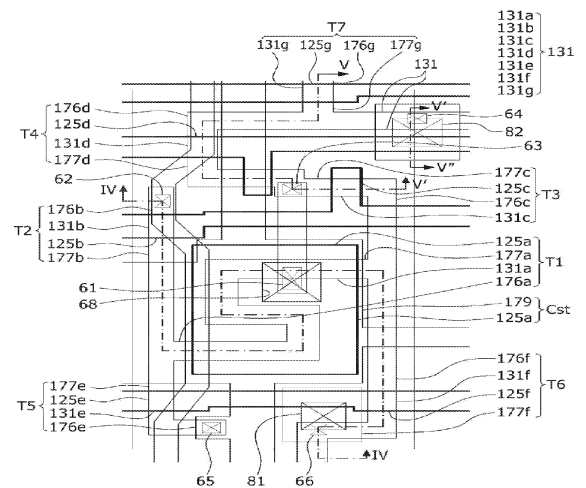 T7
131g 125g 176g 177g
V
131a
131b
131c
131d
131e
131f
131g
131
131
V'
64
82
63
V"
176d
125d
131d
177d
T4
62
IV
177c
V'
125c
176c
131c
T3
176b
131b
125b
177b
T2
125a
177a
131a
176a
T1
61
68
179
125a
Cst
176f
131f
125f
177f
T6
177e
125e
131e
176e
T5
65
81
66
IV